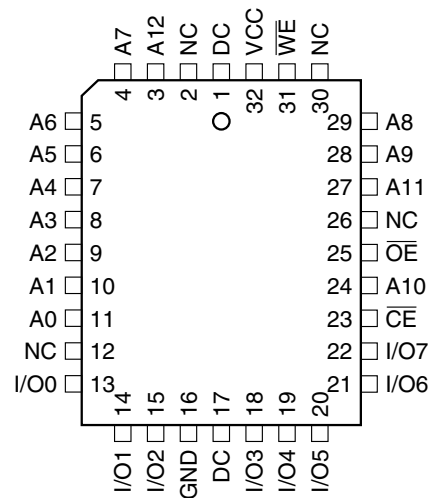 A7 A12 NC DC VCC W̅E̅ NC
4 3 2 1 32 31 30
A6 5 29 A8
A5 6 28 A9
A4 7 27 A11
A3 8 26 NC
A2 9 25 O̅E̅
A1 10 24 A10
A0 11 23 C̅E̅
NC 12 22 I/O7
I/O0 13 21 I/O6
14 15 16 17 18 19 20
I/O1 I/O2 GND DC I/O3 I/O4 I/O5